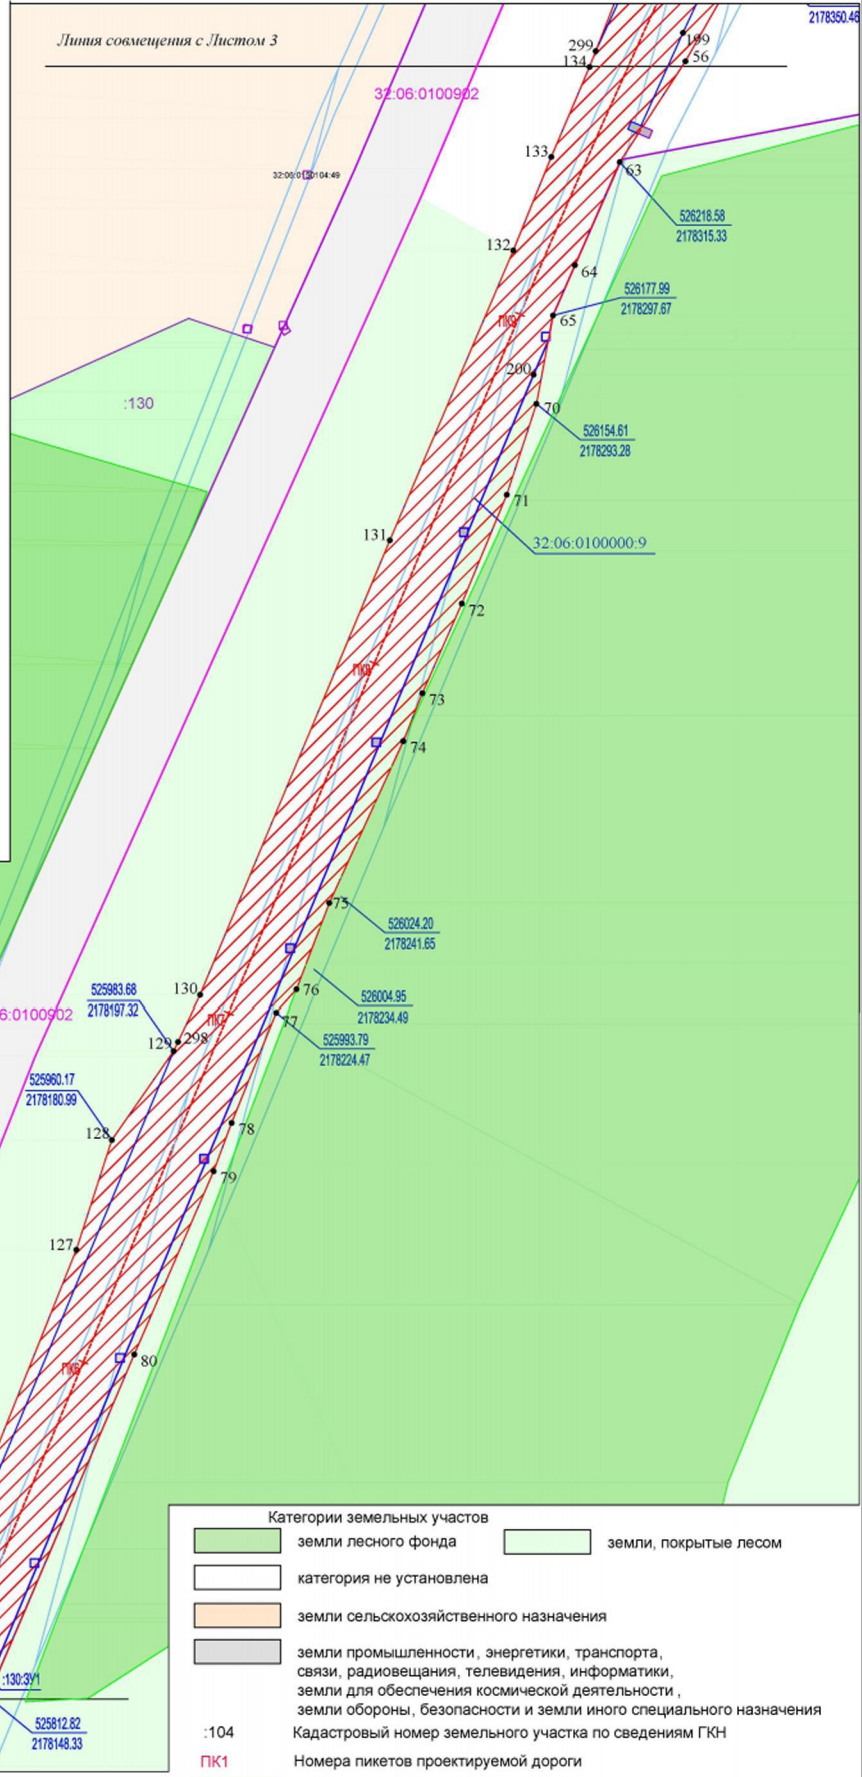 2178350.46
Линия совмещения с Листом 3
299
199
134
56
32:06:0100902
133
63
32:06:0100104:49
526218.58
2178315.33
132
64
526177.99
2178297.67
ПК9
65
200
:130
70
526154.61
2178293.28
71
131
32:06:0100000:9
72
ПК8
73
74
75
526024.20
2178241.65
525983.68
2178197.32
130
76
526004.95
2178234.49
6:0100902
ПК7
77
129
298
525993.79
2178224.47
525960.17
2178180.99
128
78
79
127
ПК6
80
Категории земельных участов
земли лесного фонда
земли, покрытые лесом
категория не установлена
земли сельскохозяйственного назначения
земли промышленности, энергетики, транспорта,
связи, радиовещания, телевидения, информатики,
земли для обеспечения космической деятельности ,
земли обороны, безопасности и земли иного специального назначения
:130:ЗУ1
525812.82
2178148.33
:104
Кадастровый номер земельного участка по сведениям ГКН
ПК1
Номера пикетов проектируемой дороги